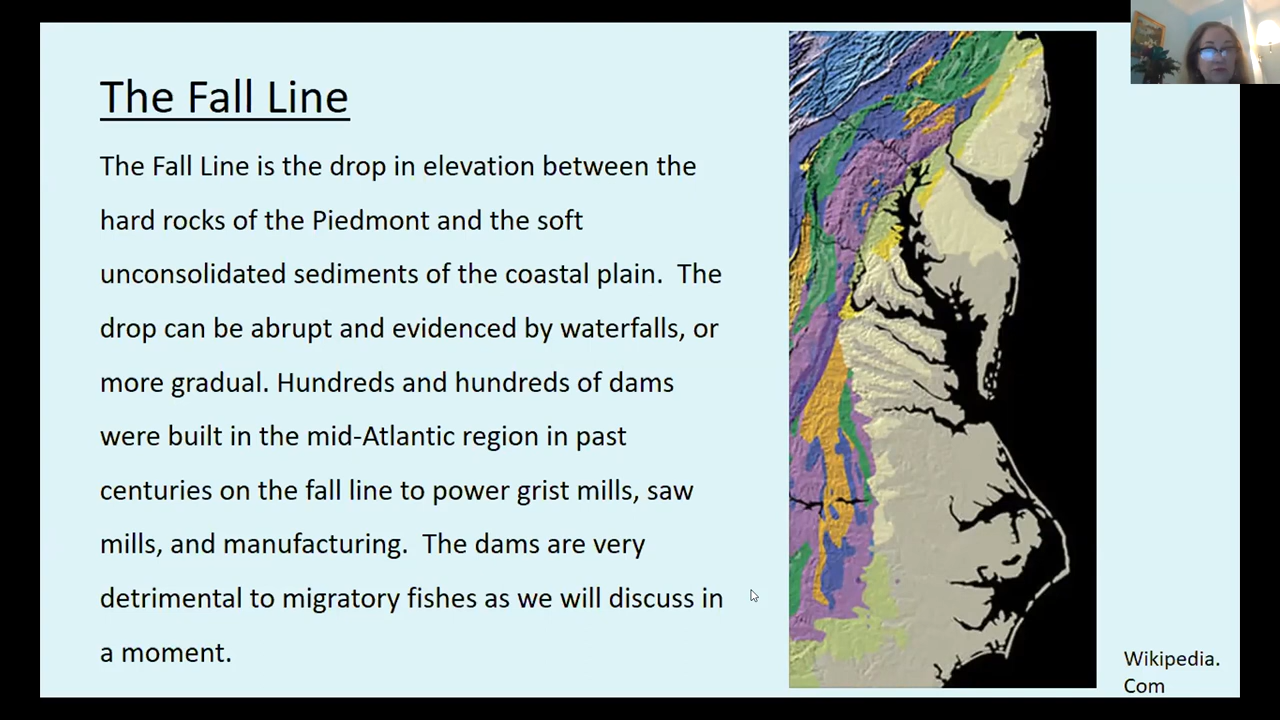 The Fall Line
The Fall Line is the drop in elevation between the
hard rocks of the Piedmont and the soft
unconsolidated sediments of the coastal plain.  The
drop can be abrupt and evidenced by waterfalls, or
more gradual. Hundreds and hundreds of dams
were built in the mid-Atlantic region in past
centuries on the fall line to power grist mills, saw
mills, and manufacturing.  The dams are very
detrimental to migratory fishes as we will discuss in
a moment.
Wikipedia.
Com